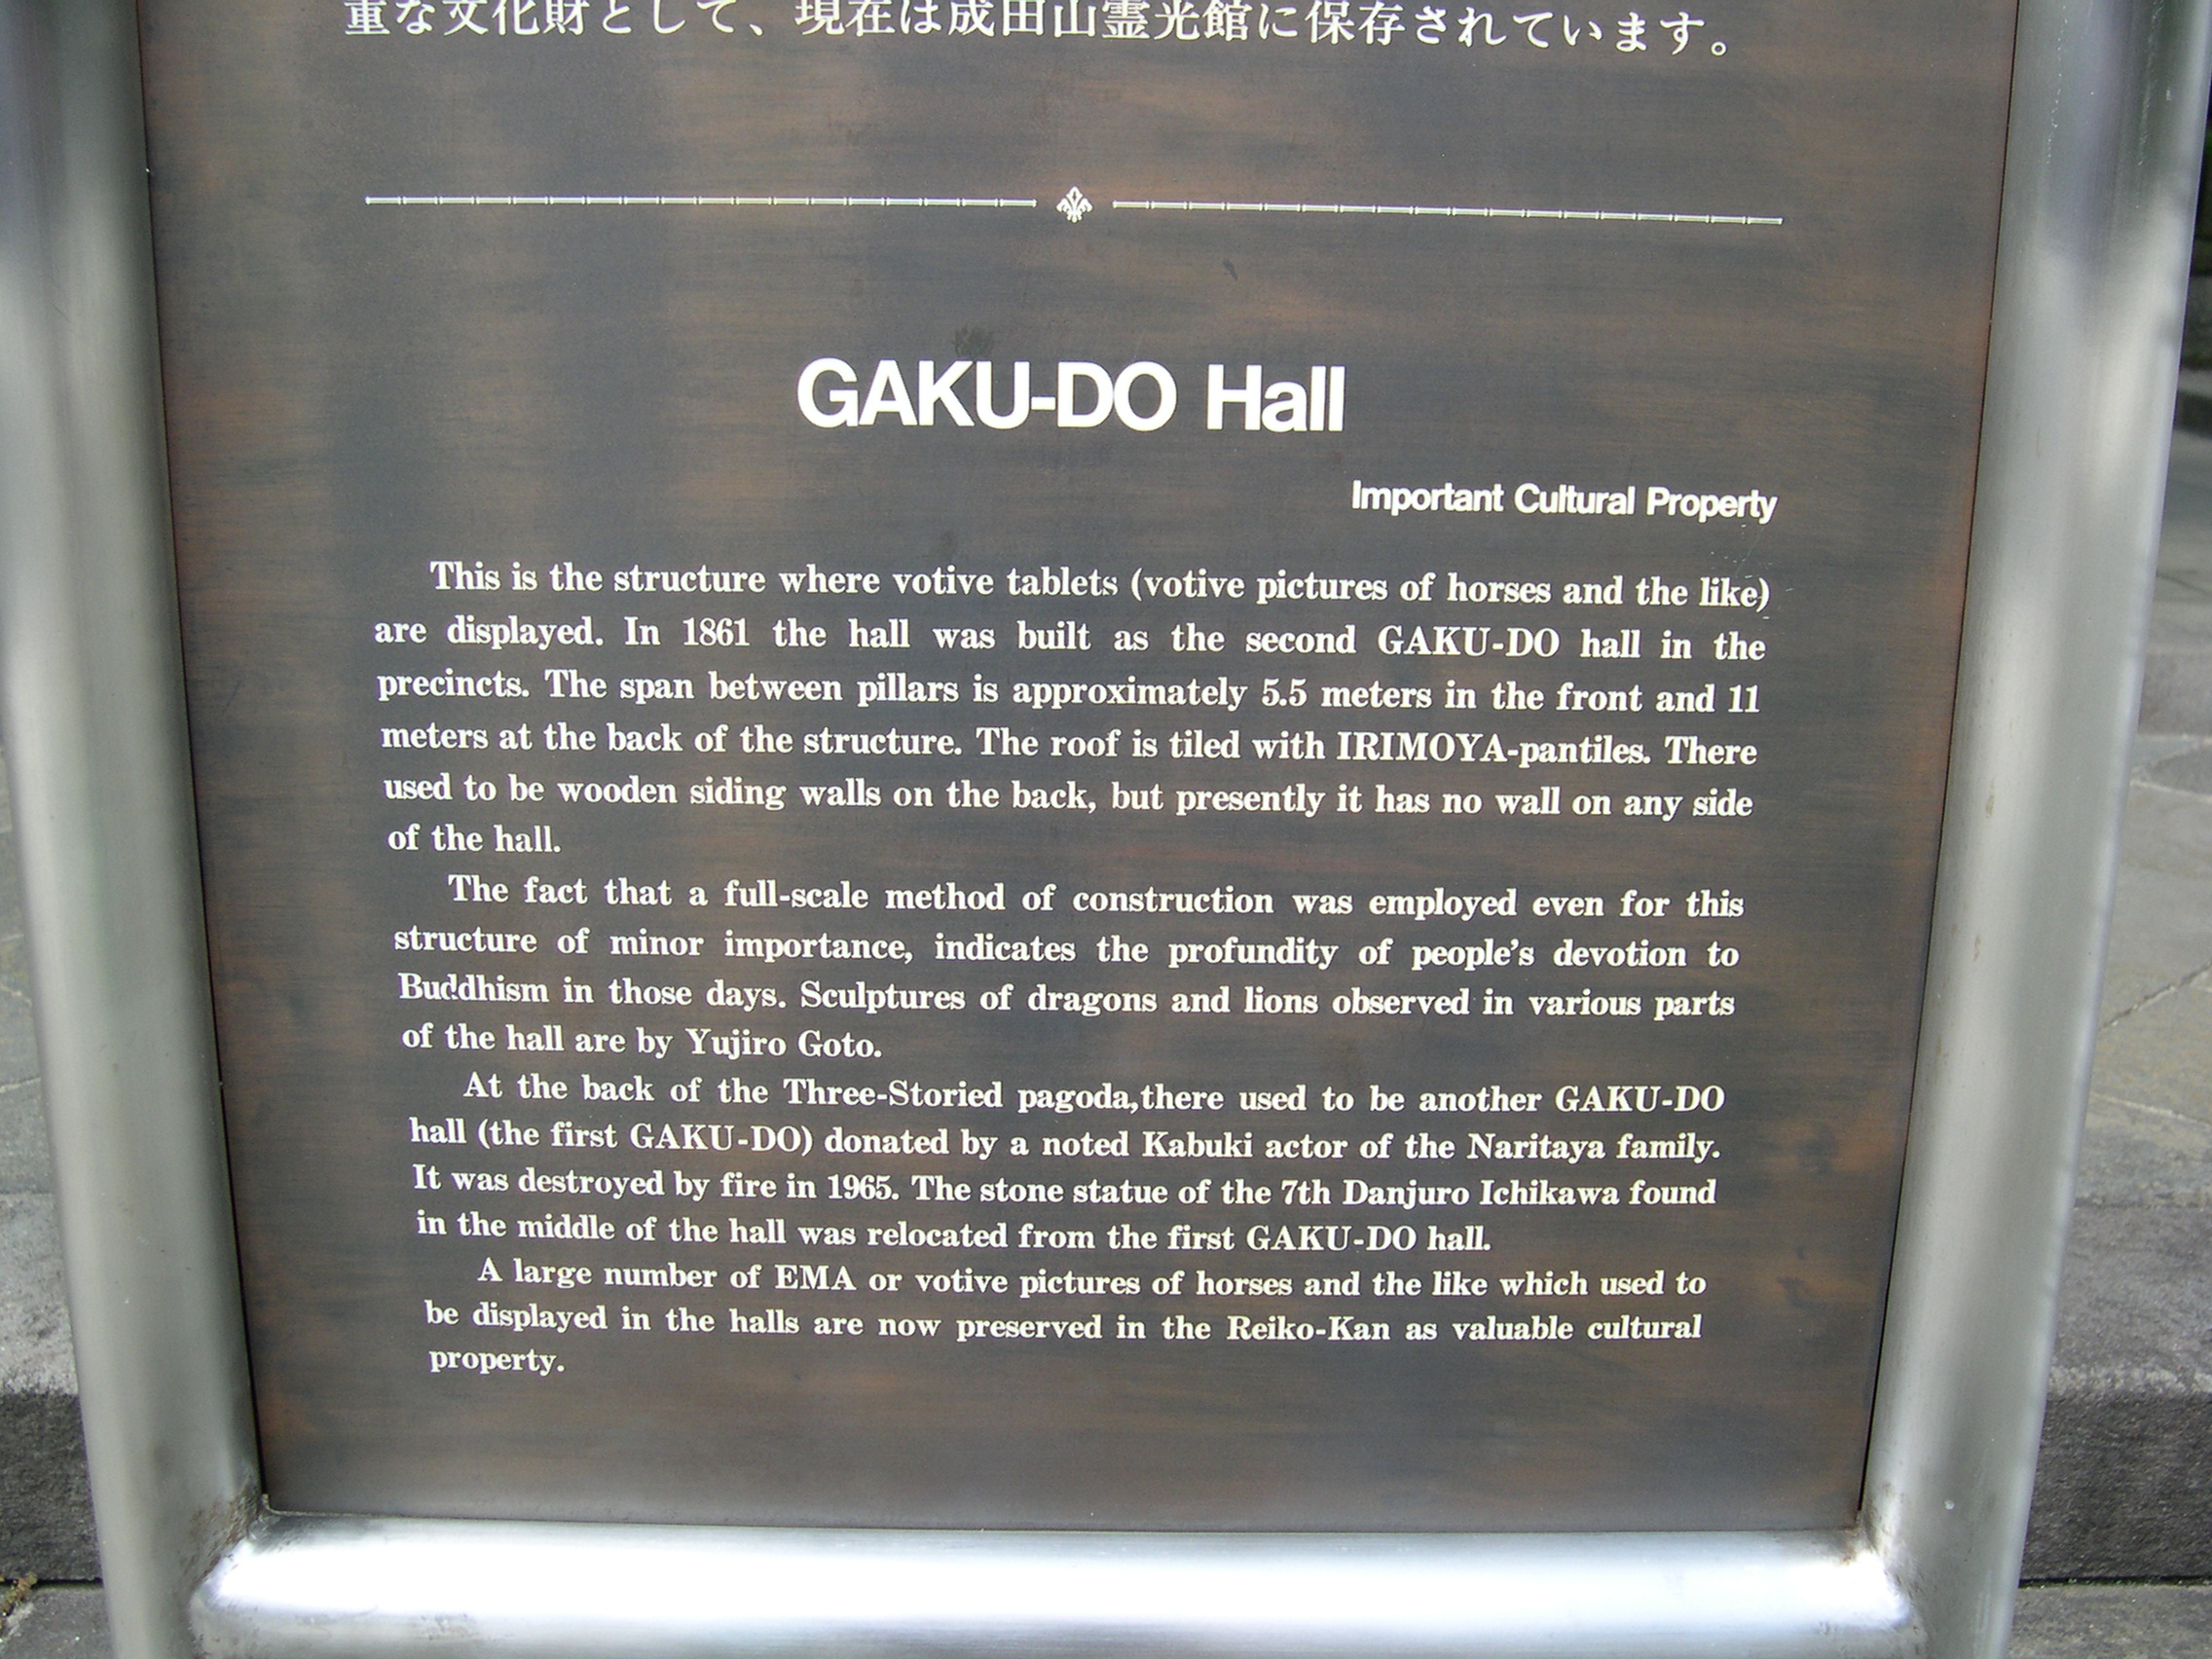 重な文化財として、現在は成田山霊光館に保存されています。
GAKU-DO Hall
Important Cultural Property
This is the structure where votive tablets (votive pictures of horses and the like)
are displayed. In 1861 the hall was built as the second GAKU-DO hall in the
precincts. The span between pillars is approximately 5.5 meters in the front and 11
meters at the back of the structure. The roof is tiled with IRIMOYA-pantiles. There
used to be wooden siding walls on the back, but presently it has no wall on any side
of the hall.
The fact that a full-scale method of construction was employed even for this
structure of minor importance, indicates the profundity of people's devotion to
Buddhism in those days. Sculptures of dragons and lions observed in various parts
of the hall are by Yujiro Goto.
At the back of the Three-Storied pagoda,there used to be another GAKU-DO
hall (the first GAKU-DO) donated by a noted Kabuki actor of the Naritaya family.
It was destroyed by fire in 1965. The stone statue of the 7th Danjuro Ichikawa found
in the middle of the hall was relocated from the first GAKU-DO hall.
A large number of EMA or votive pictures of horses and the like which used to
be displayed in the halls are now preserved in the Reiko-Kan as valuable cultural
property.